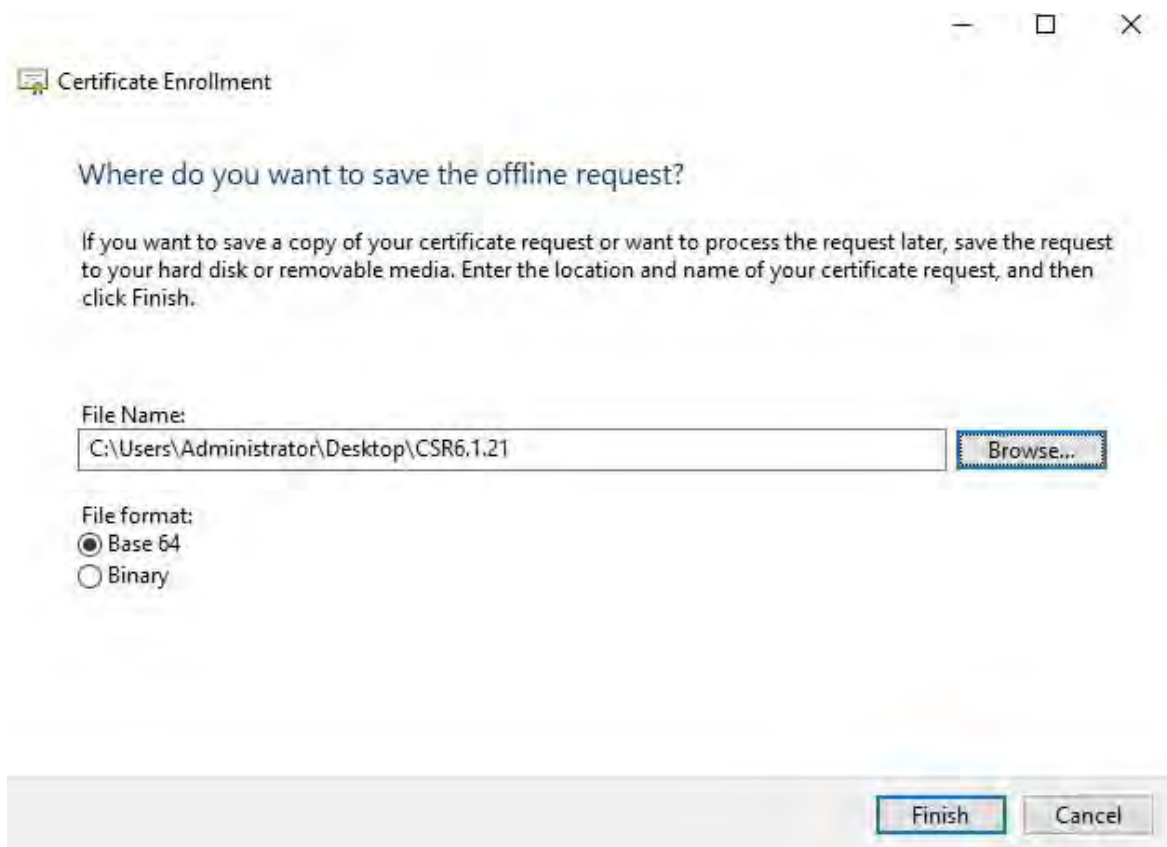 Certificate Enrollment
Where do you want to save the offline request?
If you want to save a copy of your certificate request or want to process the request later, save the request
to your hard disk or removable media. Enter the location and name of your certificate request, and then
click Finish.
File Name:
C:\Users\Administrator\Desktop\CSR6.1.21
Browse...
File format:
Base 64
Binary
Finish
Cancel